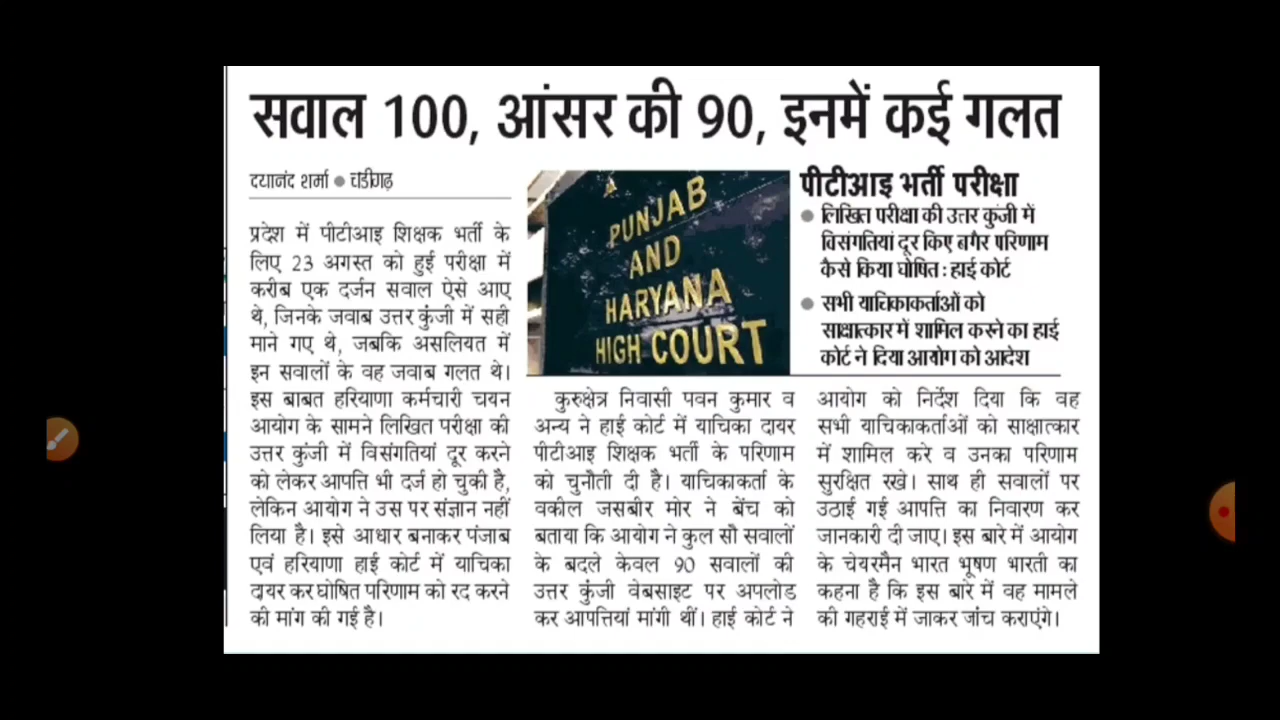 सवाल 100, आंसर की 90, इनमें कई गलत
दयानंद शर्मा ● चंडीगढ़
प्रदेश में पीटीआइ शिक्षक भर्ती के
लिए 23 अगस्त को हुई परीक्षा में
करीब एक दर्जन सवाल ऐसे आए
थे, जिनके जवाब उत्तर कुंजी में सही
माने गए थे, जबकि असलियत में
इन सवालों के वह जवाब गलत थे।
इस बाबत हरियाणा कर्मचारी चयन
आयोग के सामने लिखित परीक्षा की
उत्तर कुंजी में विसंगतियां दूर करने
को लेकर आपत्ति भी दर्ज हो चुकी है,
लेकिन आयोग ने उस पर संज्ञान नहीं
लिया है। इसे आधार बनाकर पंजाब
एवं हरियाणा हाई कोर्ट में याचिका
दायर कर घोषित परिणाम को रद करने
की मांग की गई है।
PUNJAB
AND
HARYANA
HIGH COURT
पीटीआइ भर्ती परीक्षा
● लिखित परीक्षा की उत्तर कुंजी में
विसंगतियां दूर किए बगैर परिणाम
कैसे किया घोषित : हाई कोर्ट
● सभी याचिकाकर्ताओं को
साक्षात्कार में शामिल करने का हाई
कोर्ट ने दिया आयोग को आदेश
कुरुक्षेत्र निवासी पवन कुमार व
अन्य ने हाई कोर्ट में याचिका दायर
पीटीआइ शिक्षक भर्ती के परिणाम
को चुनौती दी है। याचिकाकर्ता के
वकील जसबीर मोर ने बेंच को
बताया कि आयोग ने कुल सौ सवालों
के बदले केवल 90 सवालों की
उत्तर कुंजी वेबसाइट पर अपलोड
कर आपत्तियां मांगी थीं। हाई कोर्ट ने
आयोग को निर्देश दिया कि वह
सभी याचिकाकर्ताओं को साक्षात्कार
में शामिल करे व उनका परिणाम
सुरक्षित रखे। साथ ही सवालों पर
उठाई गई आपत्ति का निवारण कर
जानकारी दी जाए। इस बारे में आयोग
के चेयरमैन भारत भूषण भारती का
कहना है कि इस बारे में वह मामले
की गहराई में जाकर जांच कराएंगे।